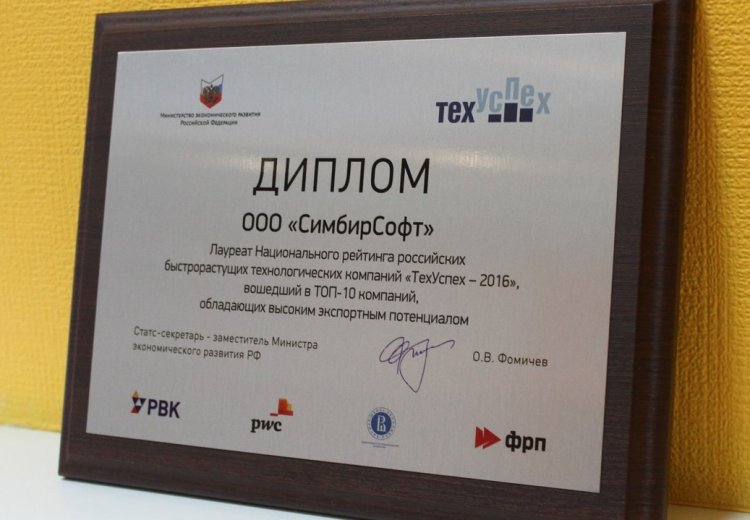 Министерство экономического развития
Российской Федерации
техуспех
ДИПЛОМ
ООО «СимбирСофт»
Лауреат Национального рейтинга российских
быстрорастущих технологических компаний «ТехУспех – 2016»,
вошедший в ТОП-10 компаний,
обладающих высоким экспортным потенциалом
Статс-секретарь - заместитель Министра
экономического развития РФ
О.В. Фомичев
РВК
pwc
фрп